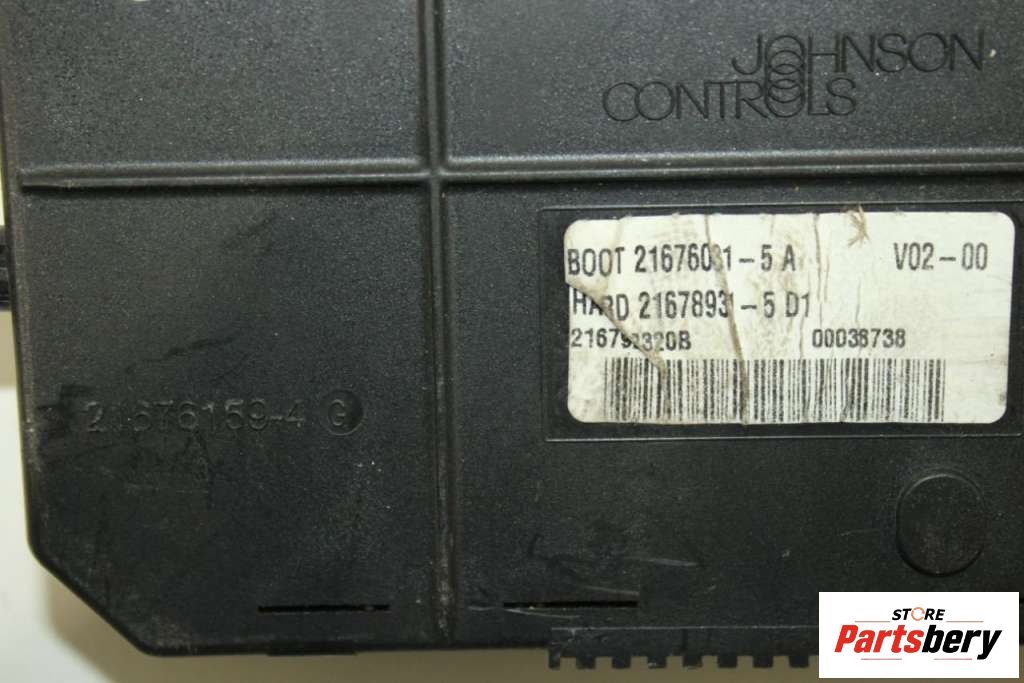 JOHNSON
CONTROLS
BOOT 21676031-5 A V02-00
HARD 21678931-5 D1
00038738
21676159-4 G
STORE
Partsbery